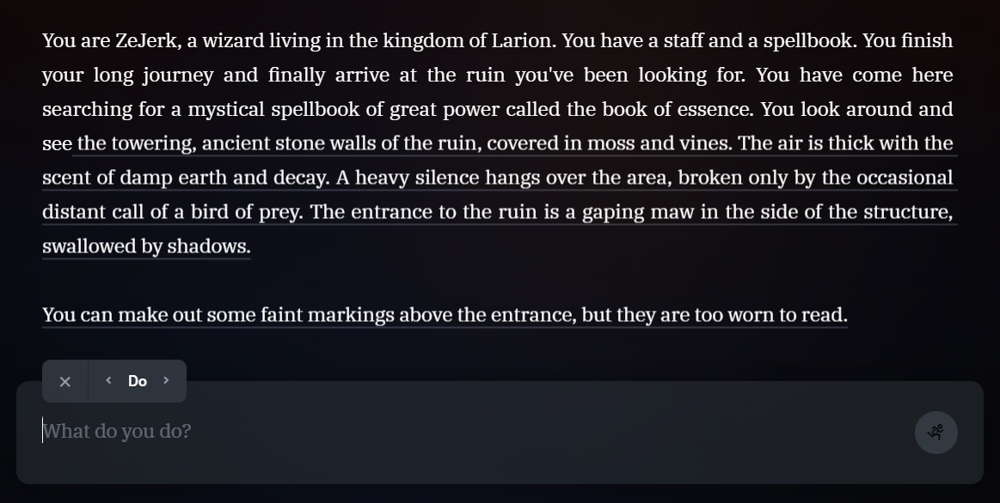 You are ZeJerk, a wizard living in the kingdom of Larion. You have a staff and a spellbook. You finish
your long journey and finally arrive at the ruin you've been looking for. You have come here
searching for a mystical spellbook of great power called the book of essence. You look around and
see the towering, ancient stone walls of the ruin, covered in moss and vines. The air is thick with the
scent of damp earth and decay. A heavy silence hangs over the area, broken only by the occasional
distant call of a bird of prey. The entrance to the ruin is a gaping maw in the side of the structure,
swallowed by shadows.
You can make out some faint markings above the entrance, but they are too worn to read.
Do
What do you do?